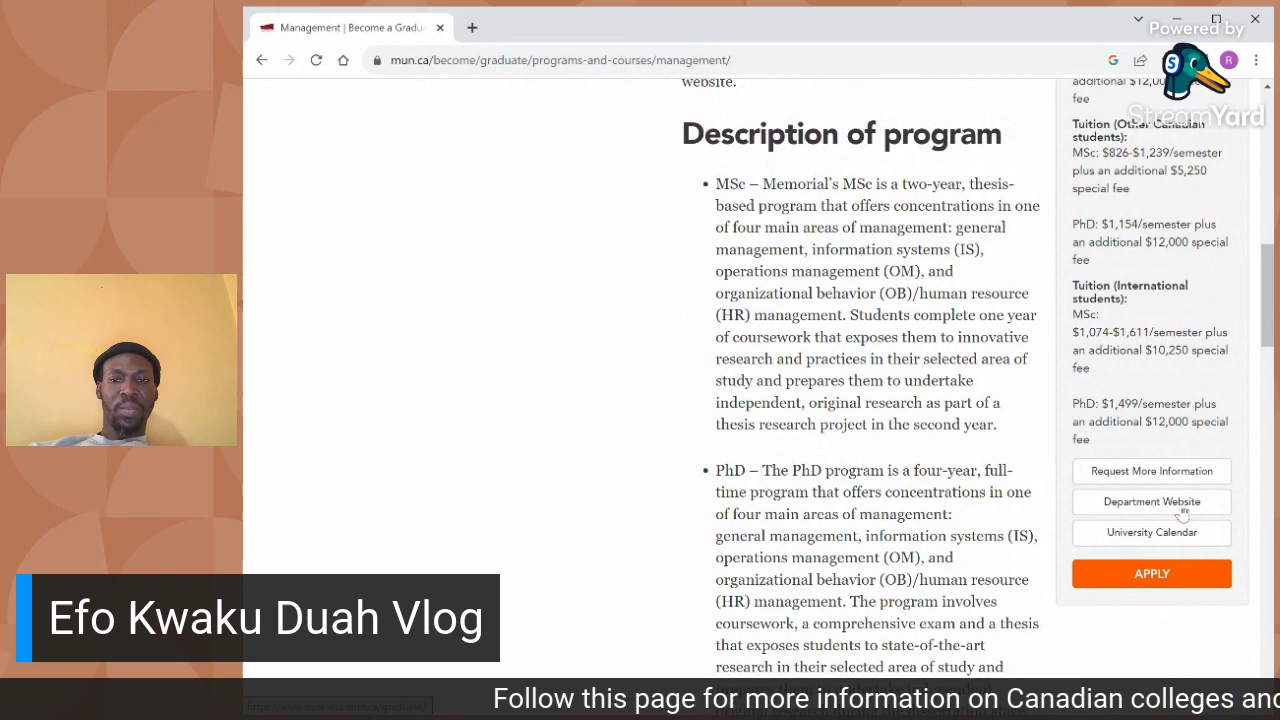 Management | Become a Gradu
mun.ca/become/graduate/programs-and-courses/management/
Powered by
StreamYard
website.
Description of program
• MSc – Memorial's MSc is a two-year, thesis-
based program that offers concentrations in one
of four main areas of management: general
management, information systems (IS),
operations management (OM), and
organizational behavior (OB)/human resource
(HR) management. Students complete one year
of coursework that exposes them to innovative
research and practices in their selected area of
study and prepares them to undertake
independent, original research as part of a
thesis research project in the second year.
• PhD – The PhD program is a four-year, full-
time program that offers concentrations in one
of four main areas of management:
general management, information systems (IS),
operations management (OM), and
organizational behavior (OB)/human resource
(HR) management. The program involves
coursework, a comprehensive exam and a thesis
that exposes students to state-of-the-art
research in their selected area of study and
fee
Tuition (Other Canadian
students):
MSc: $826-$1,239/semester
plus an additional $5,250
special fee
PhD: $1,154/semester plus
an additional $12,000 special
fee
Tuition (International
students):
MSc:
$1,074-$1,611/semester plus
an additional $10,250 special
fee
PhD: $1,499/semester plus
an additional $12,000 special
fee
Request More Information
Department Website
University Calendar
APPLY
Efo Kwaku Duah Vlog
Follow this page for more information on Canadian colleges and